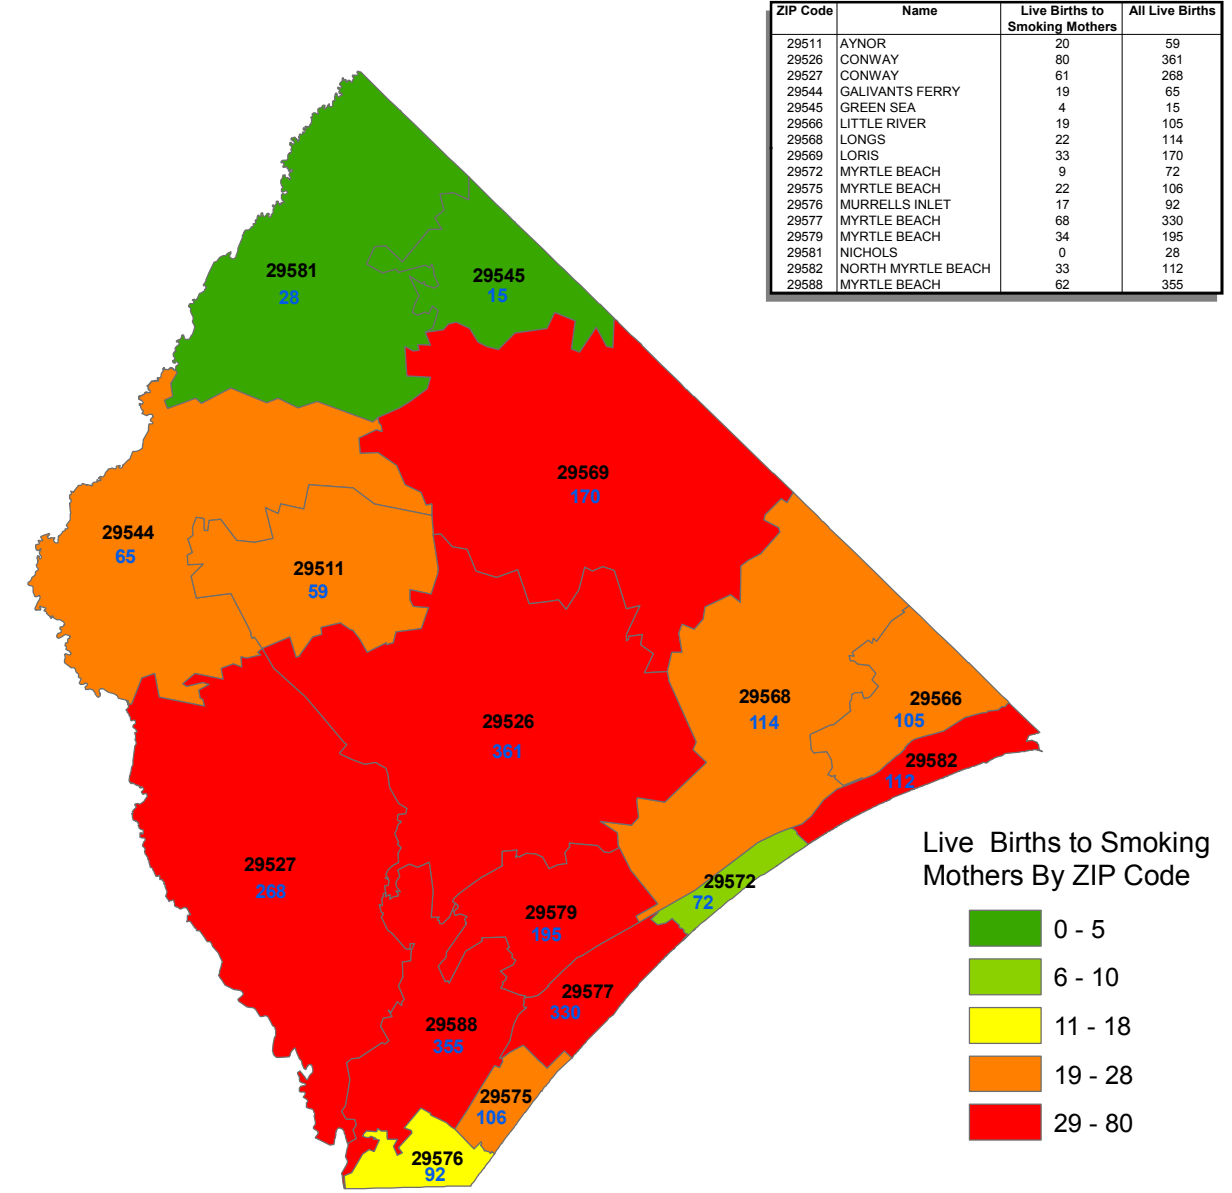 ZIP Code Name Live Births to Smoking Mothers All Live Births
29511 AYNOR 20 59
29526 CONWAY 80 361
29527 CONWAY 61 268
29544 GALIVANTS FERRY 19 65
29545 GREEN SEA 4 15
29566 LITTLE RIVER 19 105
29568 LONGS 22 114
29569 LORIS 33 170
29572 MYRTLE BEACH 9 72
29575 MYRTLE BEACH 22 106
29576 MURRELLS INLET 17 92
29577 MYRTLE BEACH 68 330
29579 MYRTLE BEACH 34 195
29581 NICHOLS 0 28
29582 NORTH MYRTLE BEACH 33 112
29588 MYRTLE BEACH 62 355
29581
28
29545
15
29569
170
29544
65
29511
59
29568
114
29566
105
29526
361
29582
112
29527
268
29572
72
29579
195
29577
330
29588
355
29575
106
29576
92
Live Births to Smoking
Mothers By ZIP Code
0 - 5
6 - 10
11 - 18
19 - 28
29 - 80